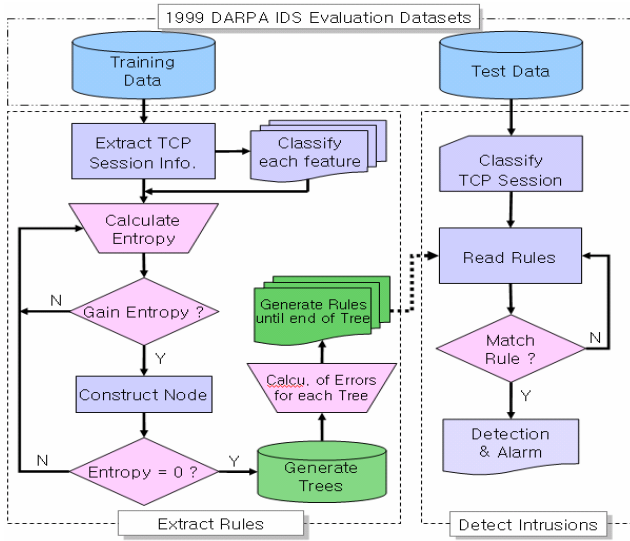 1999 DARPA IDS Evaluation Datasets
Training
Data
Test Data
Extract TCP
Session Info.
Classify
each feature
Calculate
Entropy
Gain Entropy ?
N
Y
Construct Node
Entropy = 0 ?
N
Y
Generate
Trees
Calcu. of Errors
for each Tree
Generate Rules
until end of Tree
Extract Rules
Classify
TCP Session
Read Rules
Match
Rule ?
N
Y
Detection
& Alarm
Detect Intrusions